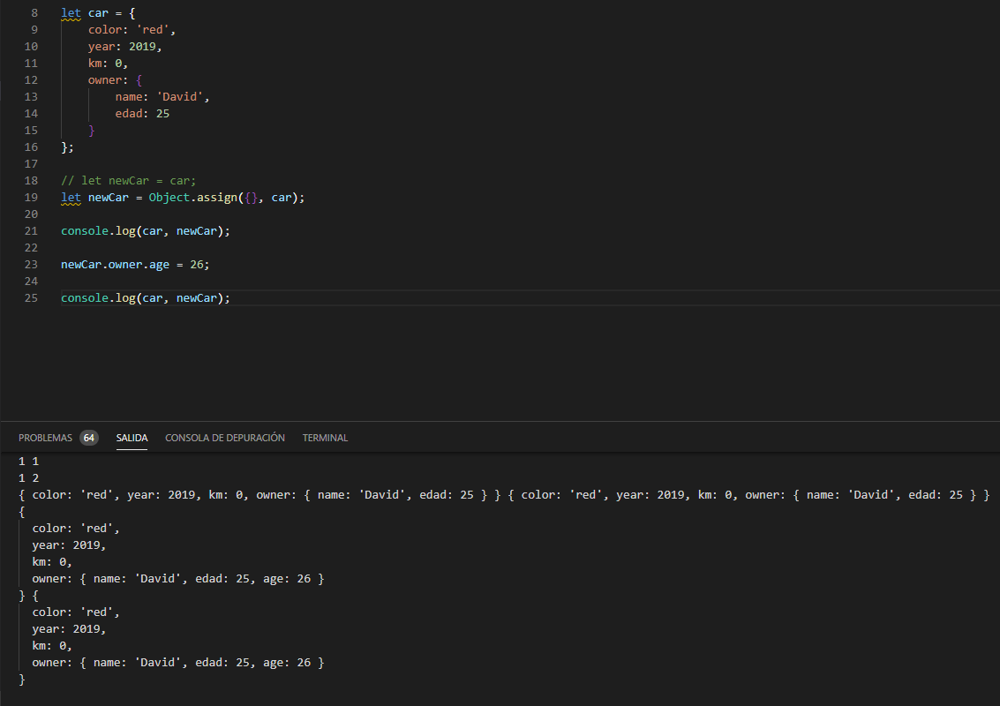 8 let car = {
9 color: 'red',
10 year: 2019,
11 km: 0,
12 owner: {
13 name: 'David',
14 edad: 25
15 }
16 };
17
18 // let newCar = car;
19 let newCar = Object.assign({}, car);
20
21 console.log(car, newCar);
22
23 newCar.owner.age = 26;
24
25 console.log(car, newCar);
PROBLEMAS 64 SALIDA CONSOLA DE DEPURACIÓN TERMINAL
1 1
1 2
{ color: 'red', year: 2019, km: 0, owner: { name: 'David', edad: 25 } } { color: 'red', year: 2019, km: 0, owner: { name: 'David', edad: 25 } }
{
color: 'red',
year: 2019,
km: 0,
owner: { name: 'David', edad: 25, age: 26 }
} {
color: 'red',
year: 2019,
km: 0,
owner: { name: 'David', edad: 25, age: 26 }
}